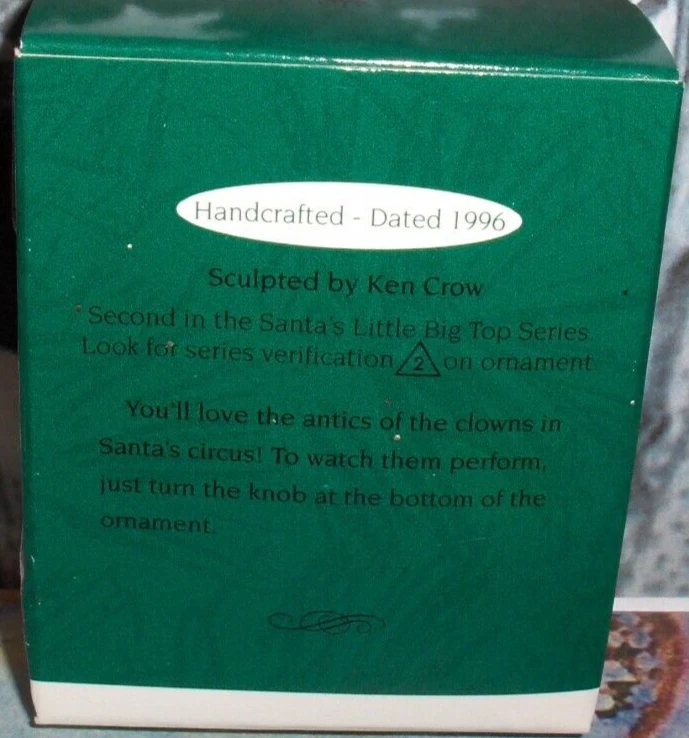 Handcrafted - Dated 1996
Sculpted by Ken Crow
Second in the Santa's Little Big Top Series
Look for series verification 2 on ornament
You'll love the antics of the clowns in
Santa's circus! To watch them perform,
just turn the knob at the bottom of the
ornament.